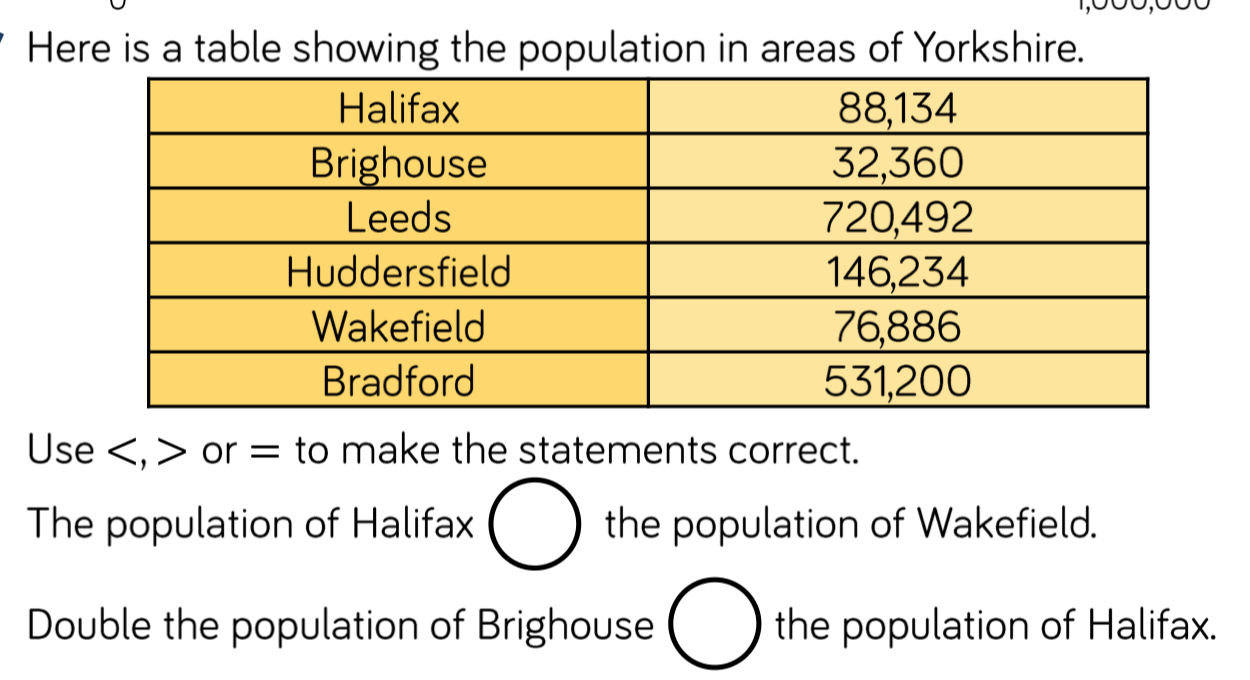 Here is a table showing the population in areas of Yorkshire.
Halifax 88,134
Brighouse 32,360
Leeds 720,492
Huddersfield 146,234
Wakefield 76,886
Bradford 531,200
Use <, > or = to make the statements correct.
The population of Halifax the population of Wakefield.
Double the population of Brighouse the population of Halifax.